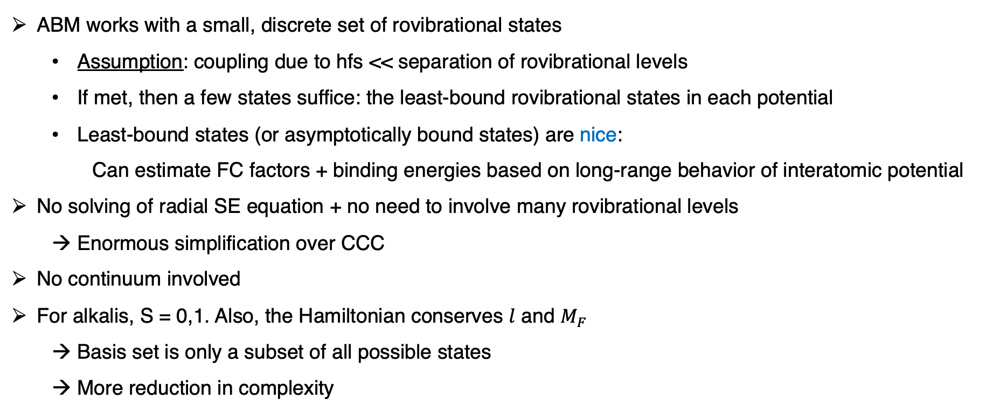 ➢ ABM works with a small, discrete set of rovibrational states
• Assumption: coupling due to hfs << separation of rovibrational levels
• If met, then a few states suffice: the least-bound rovibrational states in each potential
• Least-bound states (or asymptotically bound states) are nice:
Can estimate FC factors + binding energies based on long-range behavior of interatomic potential
➢ No solving of radial SE equation + no need to involve many rovibrational levels
→ Enormous simplification over CCC
➢ No continuum involved
➢ For alkalis, S = 0,1. Also, the Hamiltonian conserves 𝑙 and 𝑀_𝐹
→ Basis set is only a subset of all possible states
→ More reduction in complexity